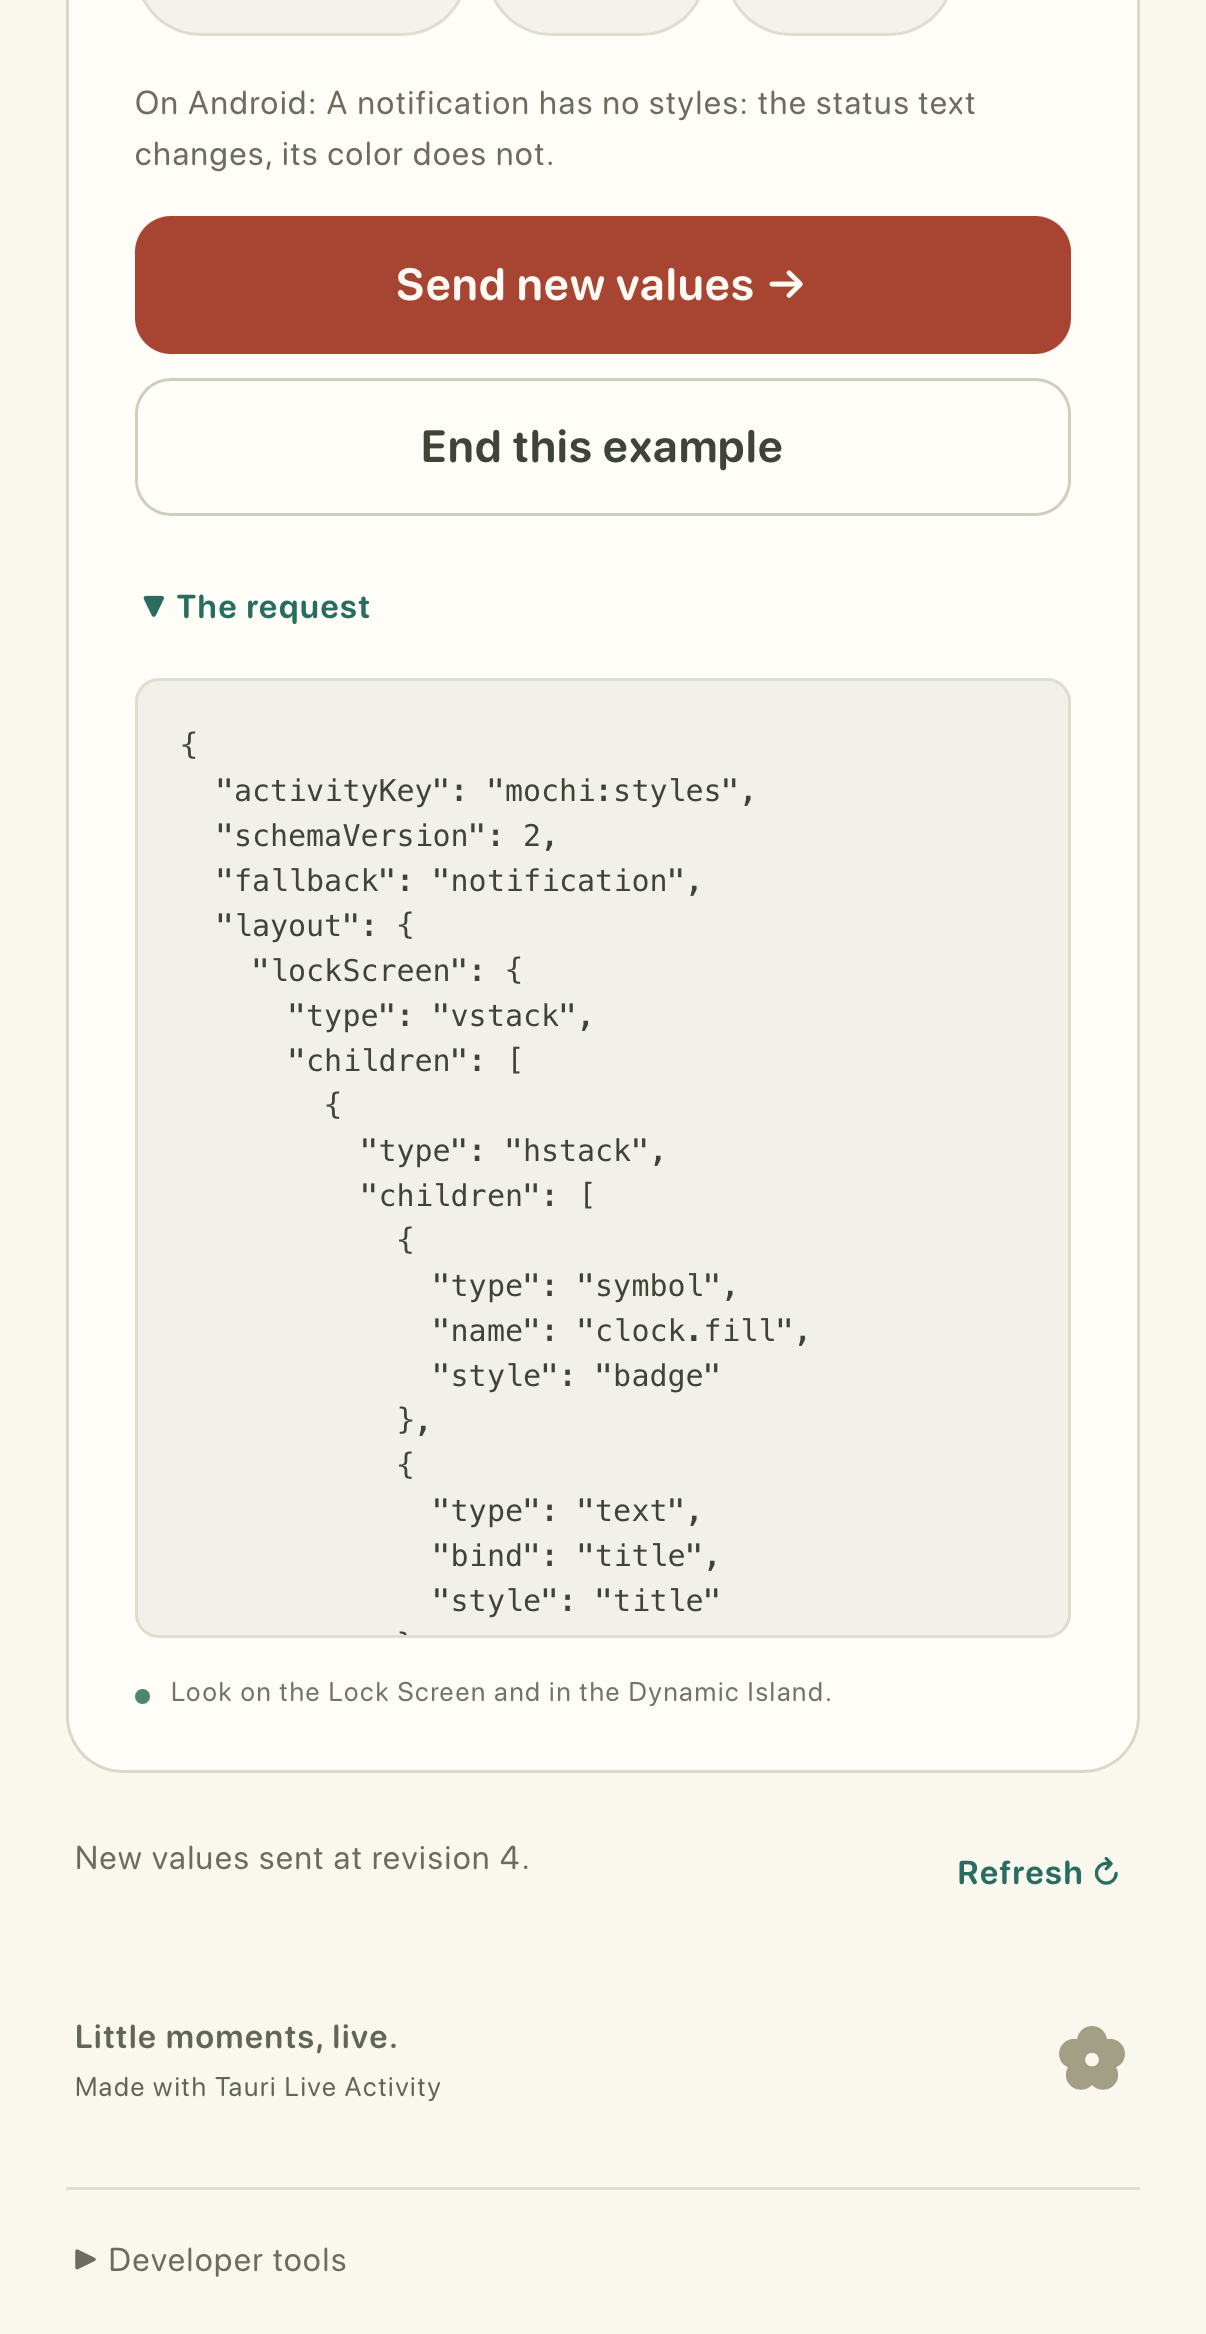 On Android: A notification has no styles: the status text
changes, its color does not.
Send new values →
End this example
▼ The request
{
  "activityKey": "mochi:styles",
  "schemaVersion": 2,
  "fallback": "notification",
  "layout": {
    "lockScreen": {
      "type": "vstack",
      "children": [
        {
          "type": "hstack",
          "children": [
            {
              "type": "symbol",
              "name": "clock.fill",
              "style": "badge"
            },
            {
              "type": "text",
              "bind": "title",
              "style": "title"
Look on the Lock Screen and in the Dynamic Island.
New values sent at revision 4.
Refresh ↻
Little moments, live.
Made with Tauri Live Activity
▶ Developer tools